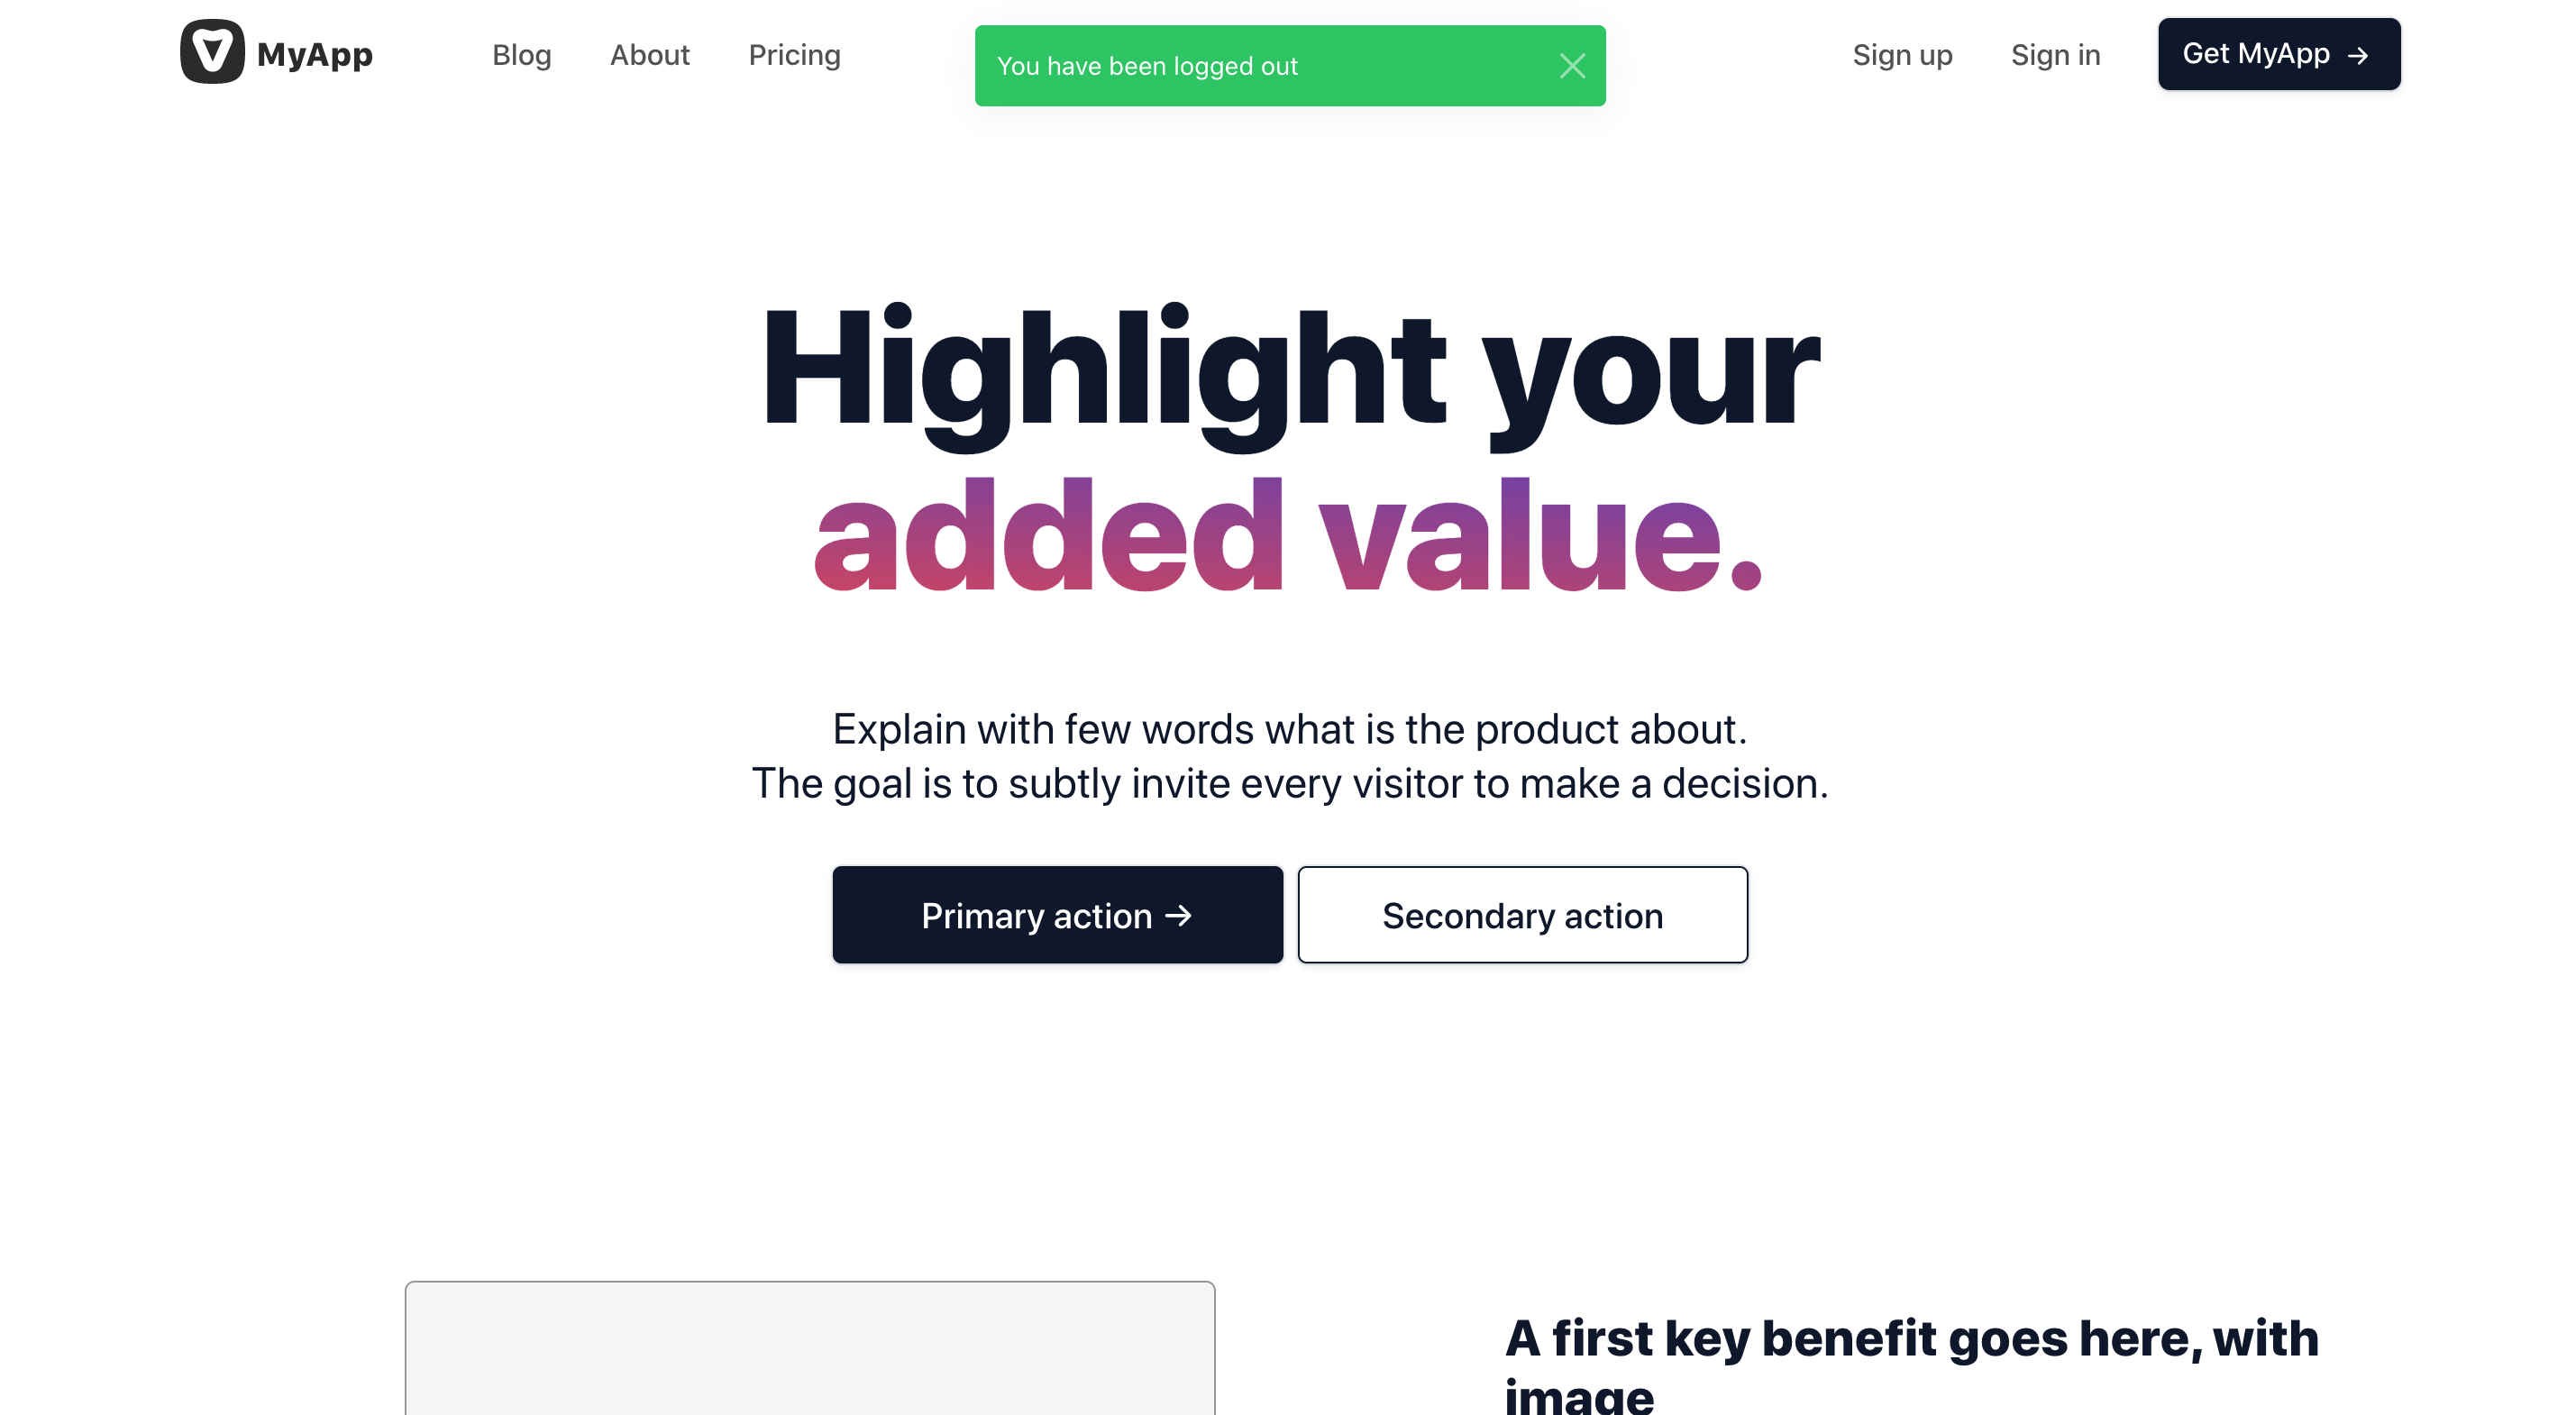 MyApp
Blog
About
Pricing
You have been logged out
Sign up
Sign in
Get MyApp →
Highlight your
added value.
Explain with few words what is the product about.
The goal is to subtly invite every visitor to make a decision.
Primary action →
Secondary action
A first key benefit goes here, with
image